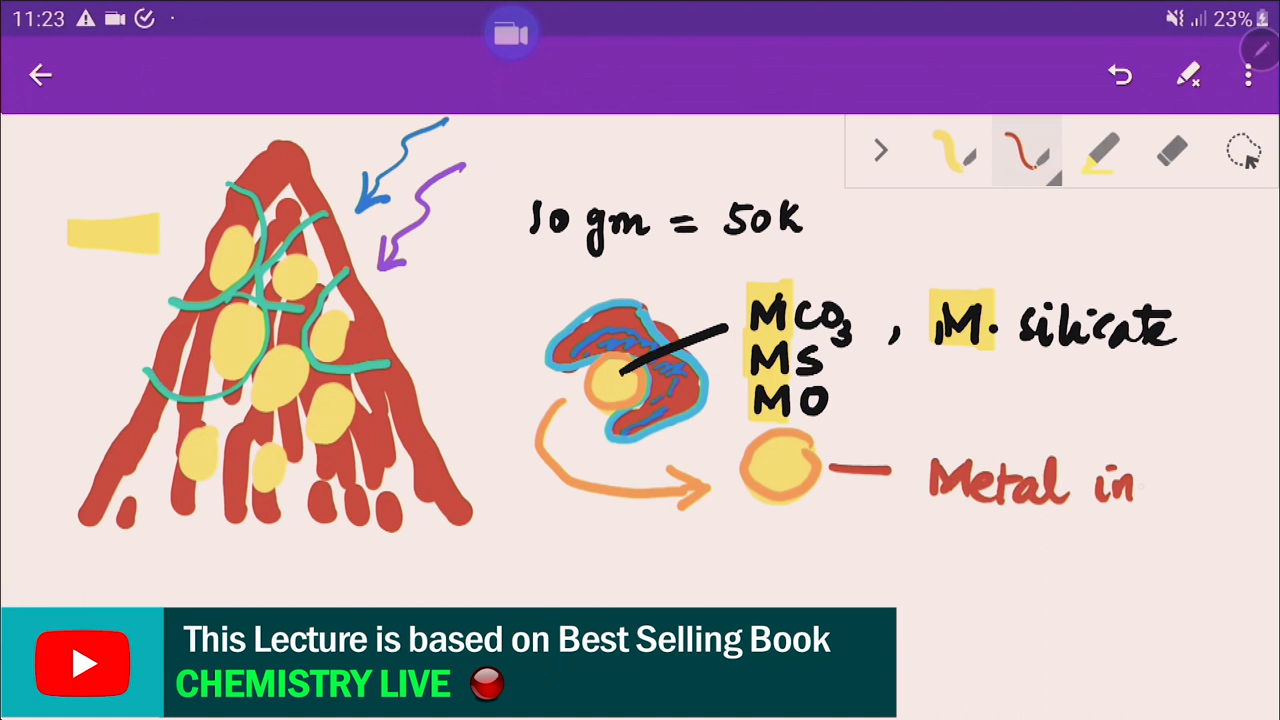 11:23
23%
10 gm = 50K
MCO3 , M. silicate
MS
MO
Metal in
This Lecture is based on Best Selling Book
CHEMISTRY LIVE